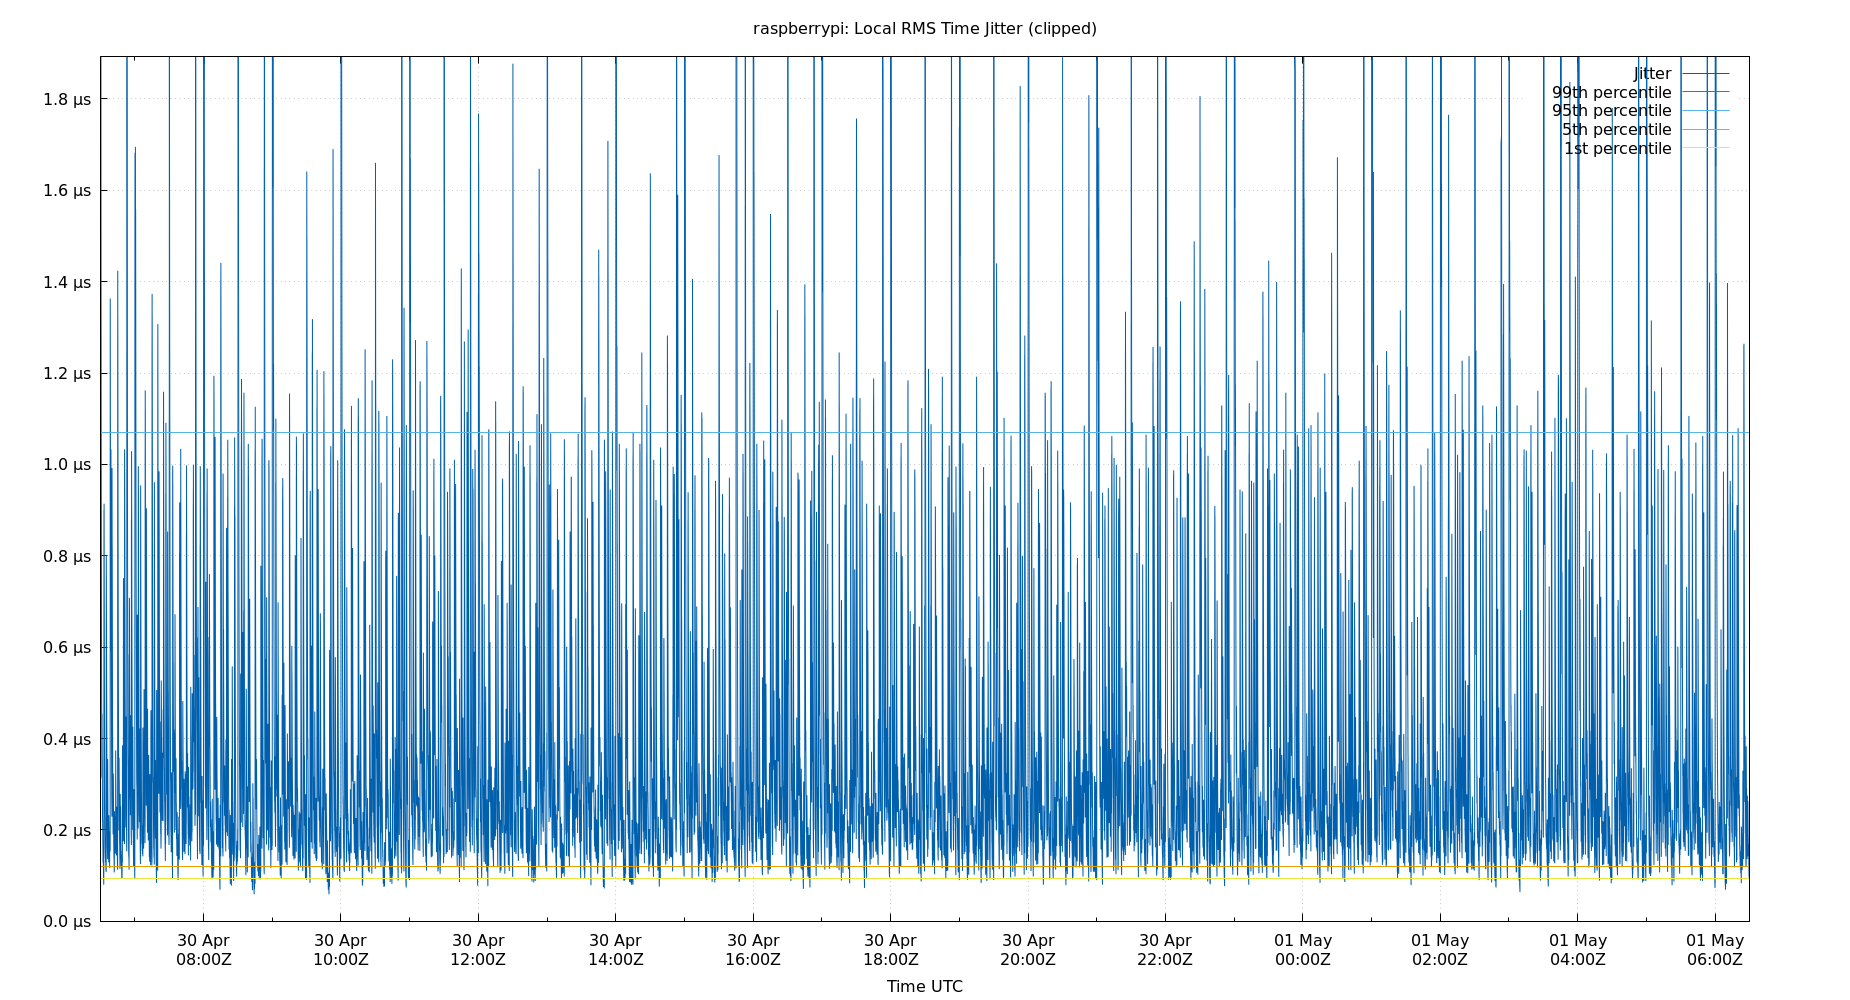 raspberrypi: Local RMS Time Jitter (clipped)
Jitter
99th percentile
95th percentile
5th percentile
1st percentile
1.8 µs
1.6 µs
1.4 µs
1.2 µs
1.0 µs
0.8 µs
0.6 µs
0.4 µs
0.2 µs
0.0 µs
30 Apr 30 Apr 30 Apr 30 Apr 30 Apr 30 Apr 30 Apr 30 Apr 01 May 01 May 01 May 01 May
08:00Z 10:00Z 12:00Z 14:00Z 16:00Z 18:00Z 20:00Z 22:00Z 00:00Z 02:00Z 04:00Z 06:00Z
Time UTC